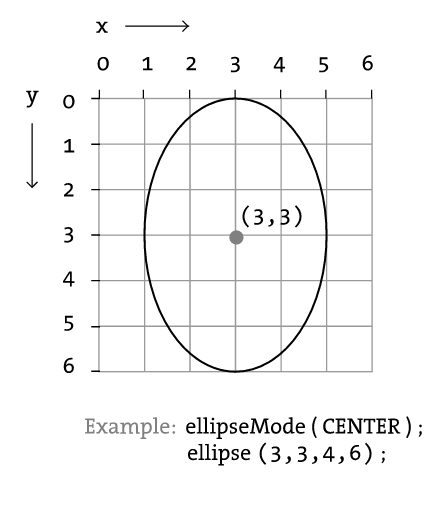 x
0 1 2 3 4 5 6
y
0
1
2
(3,3)
3
4
5
6
Example: ellipseMode(CENTER);
ellipse(3,3,4,6);